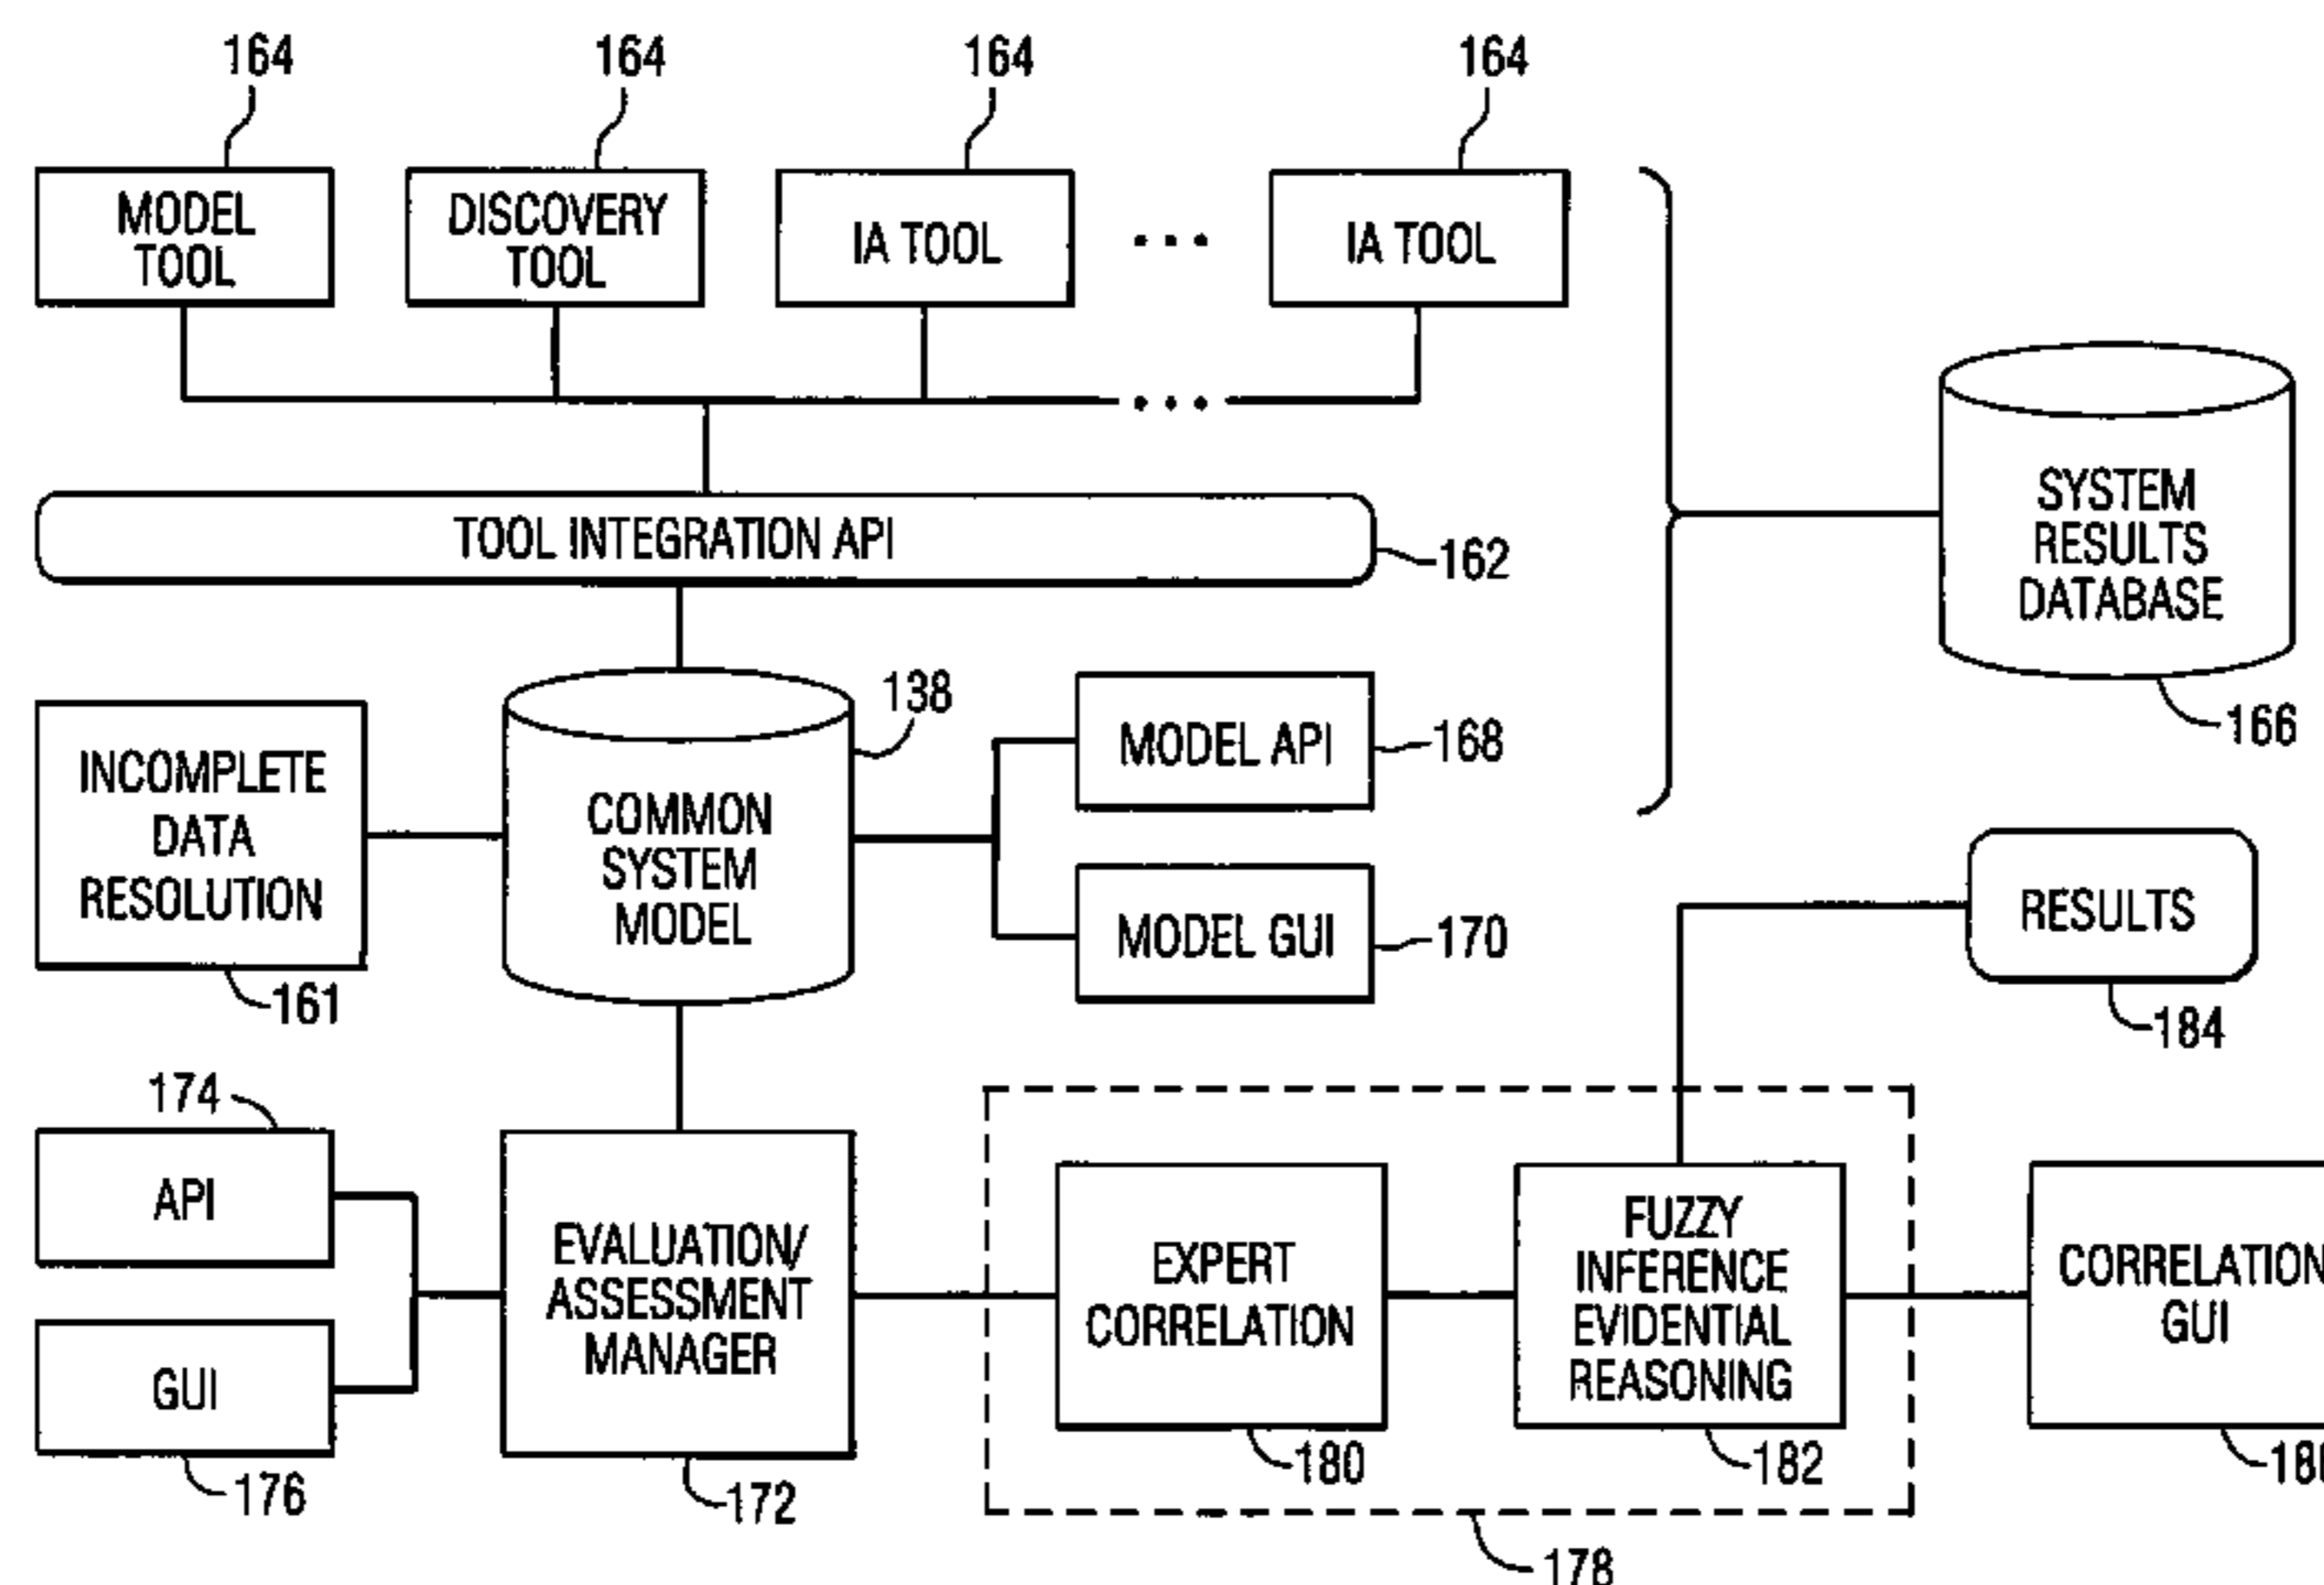 164
164
164
164
MODEL
TOOL
DISCOVERY
TOOL
IA TOOL
• • •
IA TOOL
• • •
TOOL INTEGRATION API
162
SYSTEM
RESULTS
DATABASE
166
138
INCOMPLETE
DATA
RESOLUTION
161
COMMON
SYSTEM
MODEL
MODEL API
168
MODEL GUI
170
RESULTS
184
174
API
GUI
176
EVALUATION/
ASSESSMENT
MANAGER
172
EXPERT
CORRELATION
180
FUZZY
INFERENCE
EVIDENTIAL
REASONING
182
CORRELATION
GUI
178